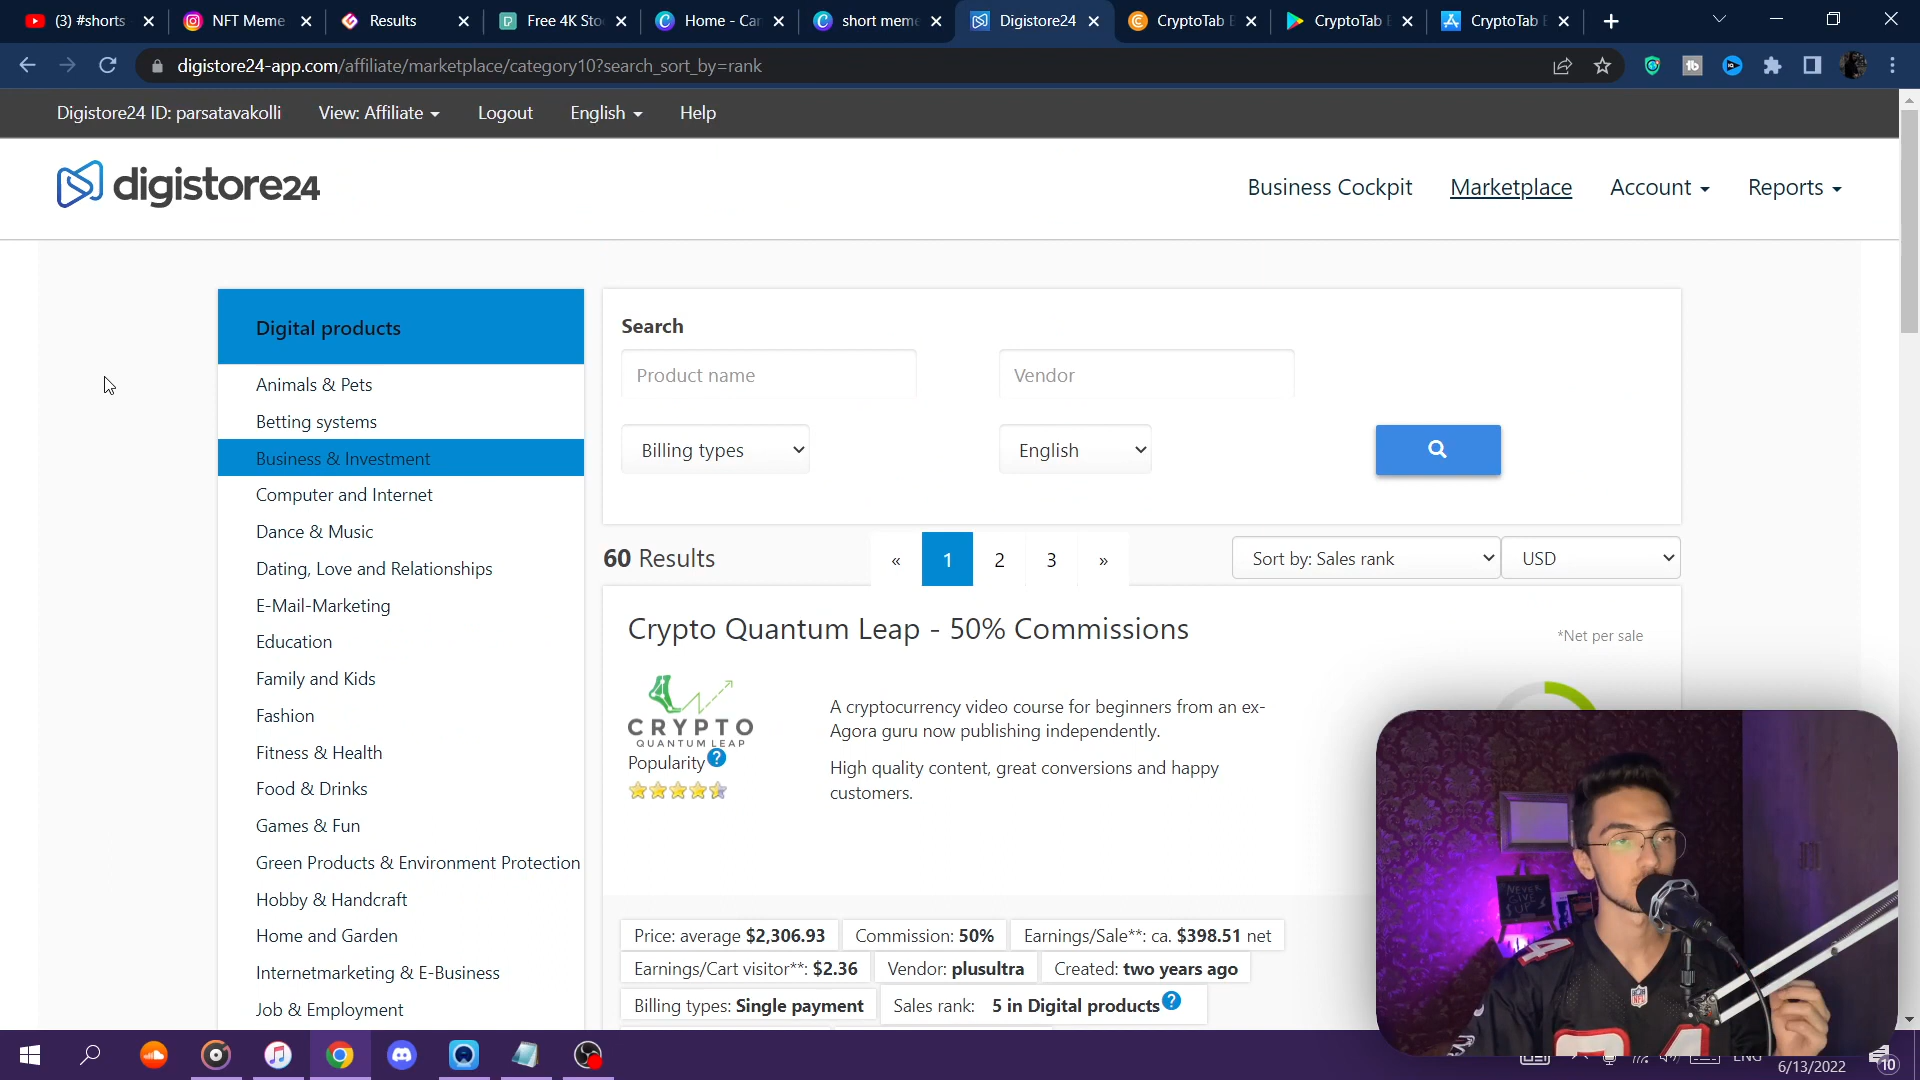 (3) #shorts
NFT Meme
Results
Free 4K Sto
Home - Can
short meme
Digistore24
CryptoTab B
CryptoTab B
CryptoTab B
digistore24-app.com/affiliate/marketplace/category10?search_sort_by=rank
Digistore24 ID: parsatavakolli
View: Affiliate
Logout
English
Help
digistore24
Business Cockpit
Marketplace
Account
Reports
Digital products
Animals & Pets
Betting systems
Business & Investment
Computer and Internet
Dance & Music
Dating, Love and Relationships
E-Mail-Marketing
Education
Family and Kids
Fashion
Fitness & Health
Food & Drinks
Games & Fun
Green Products & Environment Protection
Hobby & Handcraft
Home and Garden
Internetmarketing & E-Business
Job & Employment
Search
Product name
Vendor
Billing types
English
60 Results
« 1 2 3 »
Sort by: Sales rank
USD
Crypto Quantum Leap - 50% Commissions
*Net per sale
CRYPTO
QUANTUM LEAP
Popularity ?
A cryptocurrency video course for beginners from an ex-
Agora guru now publishing independently.
High quality content, great conversions and happy
customers.
Price: average $2,306.93
Commission: 50%
Earnings/Sale**: ca. $398.51 net
Earnings/Cart visitor**: $2.36
Vendor: plusultra
Created: two years ago
Billing types: Single payment
Sales rank: 5 in Digital products ?
NEVER
GIVE
UP
NFL
4
ENG
6/13/2022
10